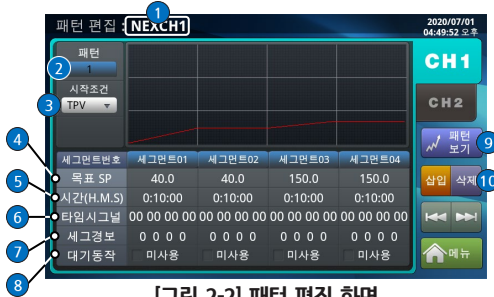 1
패턴 편집 : NEXCH1
2020/07/01
04:49:52 오후
패턴
2 1
시작조건
3 TPV
CH1
CH2
패턴 보기 9
삽입 삭제 10
메뉴
4 세그먼트번호 세그먼트01 세그먼트02 세그먼트03 세그먼트04
목표 SP 40.0 40.0 150.0 150.0
5 시간(H.M.S) 0:10:00 0:10:00 0:10:00 0:10:00
6 타임시그널 00 00 00 00 00 00 00 00 00 00 00 00 00 00 00 00
7 세그경보 0 0 0 0 0 0 0 0 0 0 0 0 0 0 0 0
8 대기동작 미사용 미사용 미사용 미사용
[그림 2-2] 패턴 편집 화면